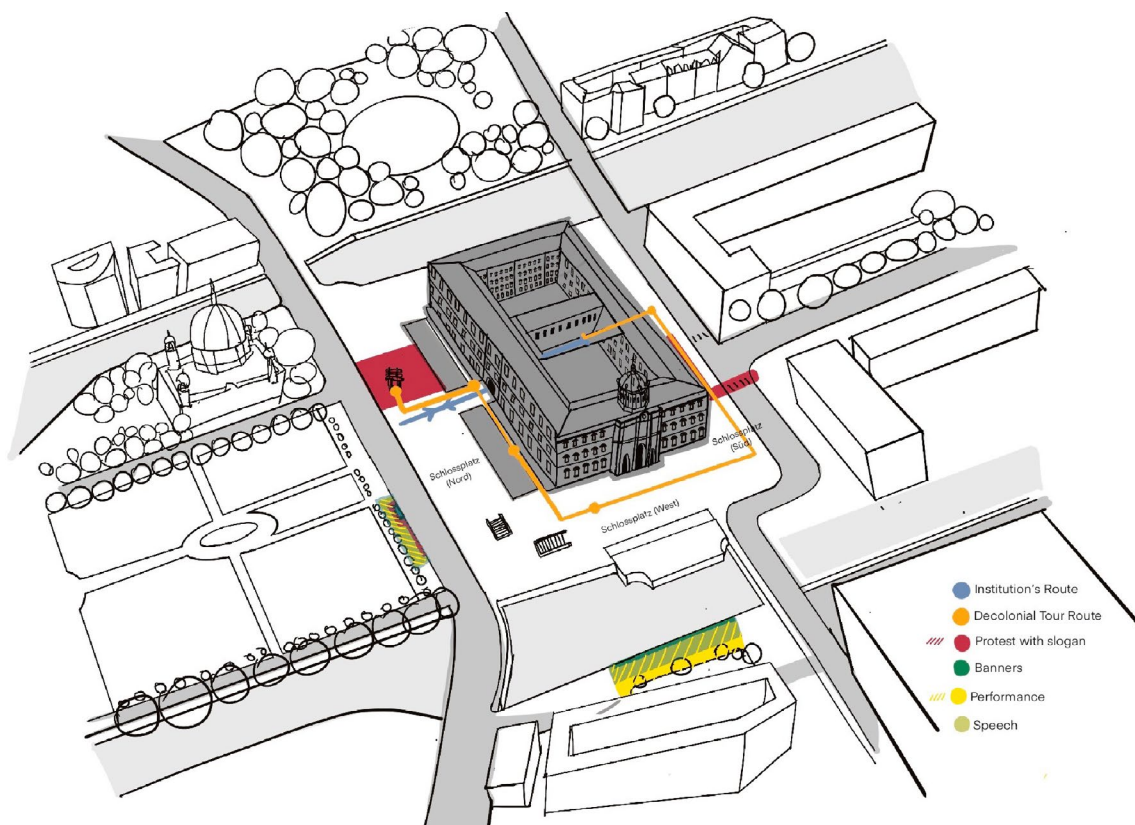 Schlossplatz
(Nord)
Schlossplatz
(Süd)
Schlossplatz (West)
Institution's Route
Decolonial Tour Route
Protest with slogan
Banners
Performance
Speech